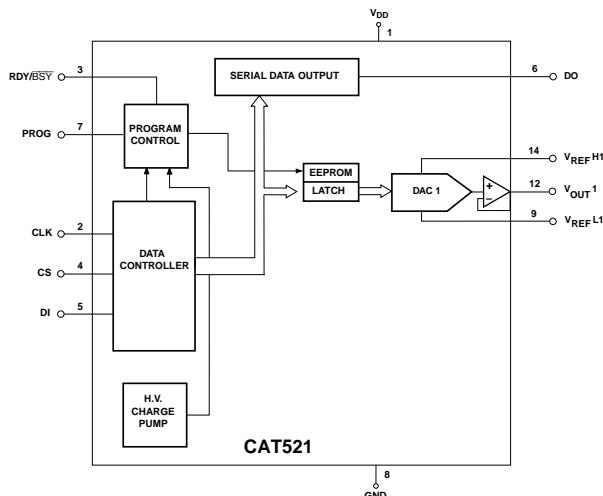 VDD
1
RDY/BSY
3
SERIAL DATA OUTPUT
6
DO
PROG
7
PROGRAM
CONTROL
14
VREFH1
EEPROM
LATCH
DAC 1
+
–
12
VOUT1
9
VREFL1
CLK
2
DATA
CONTROLLER
CS
4
DI
5
H.V.
CHARGE
PUMP
CAT521
8
GND